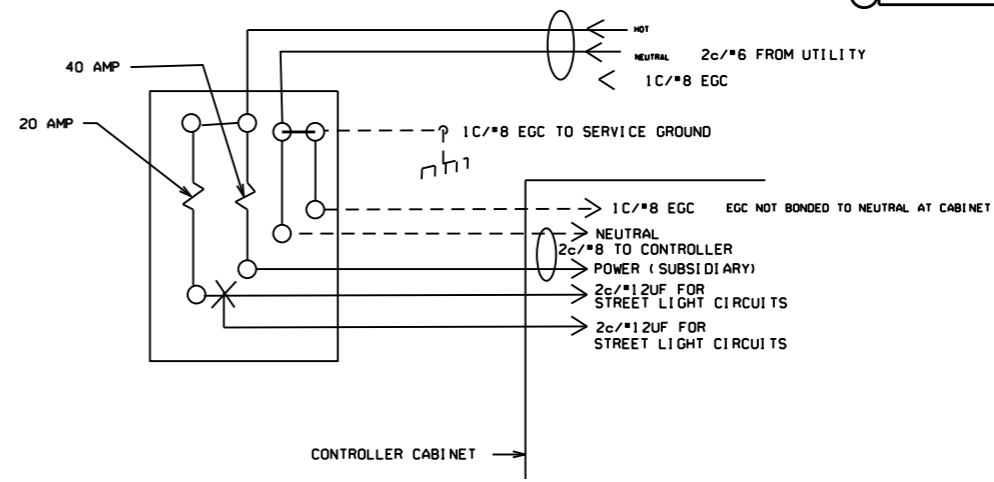 HOT
NEUTRAL 2c/#6 FROM UTILITY
40 AMP
1C/#8 EGC
20 AMP
1C/#8 EGC TO SERVICE GROUND
1C/#8 EGC EGC NOT BONDED TO NEUTRAL AT CABINET
NEUTRAL
2c/#8 TO CONTROLLER
POWER (SUBSIDIARY)
2c/#12UF FOR
STREET LIGHT CIRCUITS
2c/#12UF FOR
STREET LIGHT CIRCUITS
CONTROLLER CABINET